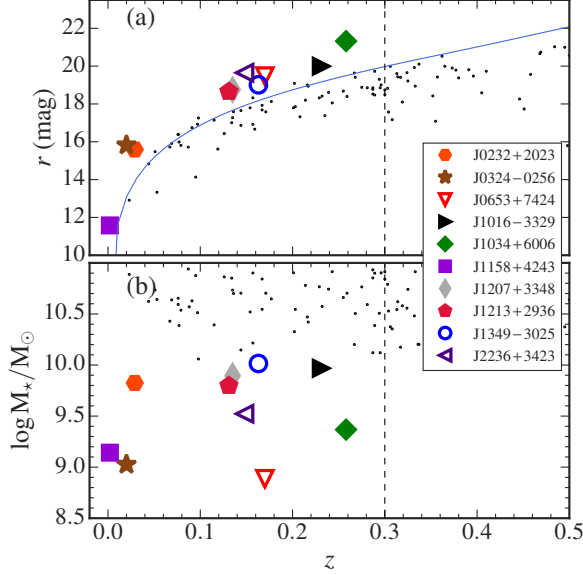 (a)
22
20
18
16
14
12
10
r (mag)
J0232+2023
J0324−0256
J0653+7424
J1016−3329
J1034+6006
J1158+4243
J1207+3348
J1213+2936
J1349−3025
J2236+3423
(b)
10.5
10.0
9.5
9.0
8.5
log M⋆/M⊙
0.0 0.1 0.2 0.3 0.4 0.5
z